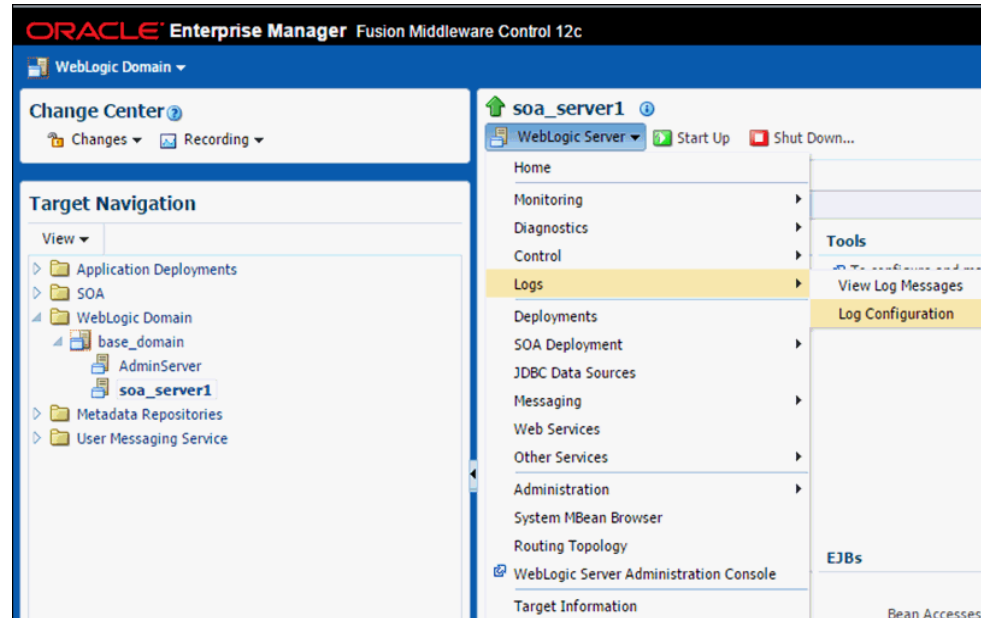 ORACLE Enterprise Manager Fusion Middleware Control 12c
WebLogic Domain
Change Center
Changes
Recording
Target Navigation
View
Application Deployments
SOA
WebLogic Domain
base_domain
AdminServer
soa_server1
Metadata Repositories
User Messaging Service
soa_server1
WebLogic Server
Start Up
Shut Down...
Home
Monitoring
Diagnostics
Control
Logs
Deployments
SOA Deployment
JDBC Data Sources
Messaging
Web Services
Other Services
Administration
System MBean Browser
Routing Topology
WebLogic Server Administration Console
Target Information
Tools
View Log Messages
Log Configuration
EJBs
Bean Accesses